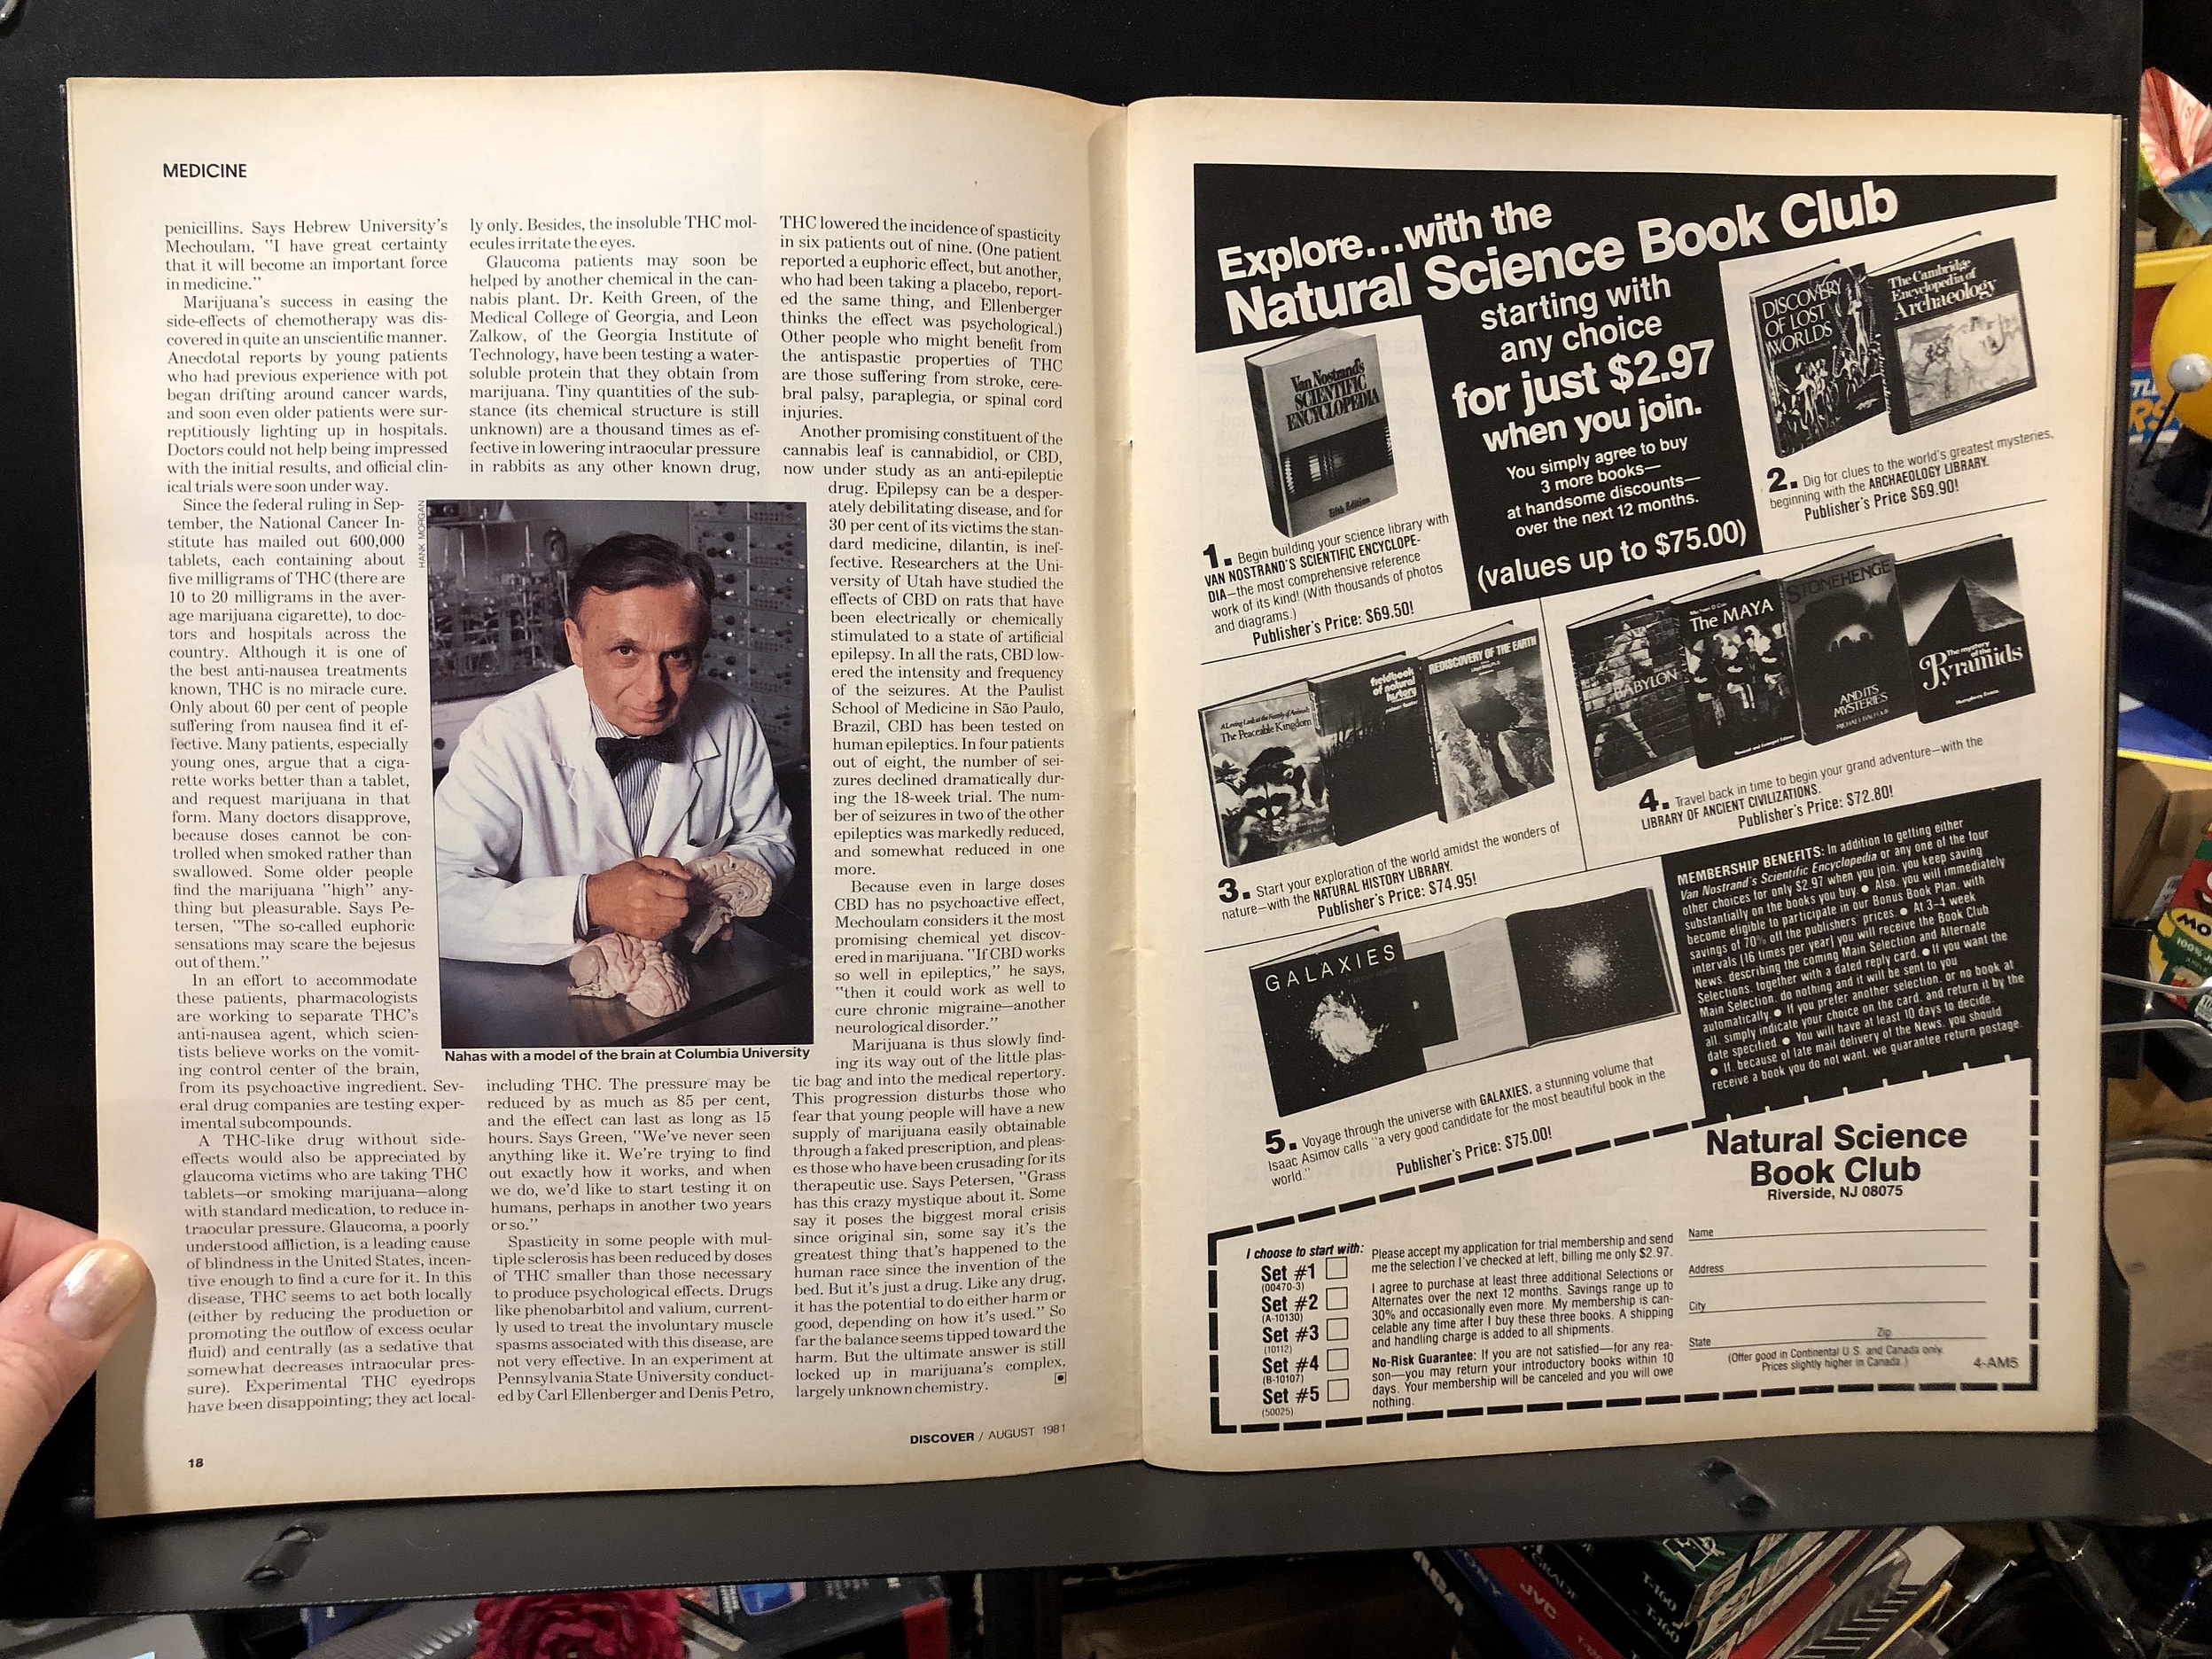 MEDICINE
penicillins. Says Hebrew University's
Mechoulam, "I have great certainty
that it will become an important force
in medicine."
Marijuana's success in easing the
side-effects of chemotherapy was dis-
covered in quite an unscientific manner.
Anecdotal reports by young patients
who had previous experience with pot
began drifting around cancer wards,
and soon even older patients were sur-
reptitiously lighting up in hospitals.
Doctors could not help being impressed
with the initial results, and official clin-
ical trials were soon under way.
Since the federal ruling in Sep-
tember, the National Cancer In-
stitute has mailed out 600,000
tablets, each containing about
five milligrams of THC (there are
10 to 20 milligrams in the aver-
age marijuana cigarette), to doc-
tors and hospitals across the
country. Although it is one of
the best anti-nausea treatments
known, THC is no miracle cure.
Only about 60 per cent of people
suffering from nausea find it ef-
fective. Many patients, especially
young ones, argue that a ciga-
rette works better than a tablet,
and request marijuana in that
form. Many doctors disapprove,
because doses cannot be con-
trolled when smoked rather than
swallowed. Some older people
find the marijuana "high" any-
thing but pleasurable. Says Pe-
tersen, "The so-called euphoric
sensations may scare the bejesus
out of them."
In an effort to accommodate
these patients, pharmacologists
are working to separate THC's
anti-nausea agent, which scien-
tists believe works on the vomit-
ing control center of the brain,
from its psychoactive ingredient. Sev-
eral drug companies are testing exper-
imental subcompounds.
A THC-like drug without side-
effects would also be appreciated by
glaucoma victims who are taking THC
tablets—or smoking marijuana—along
with standard medication, to reduce in-
traocular pressure. Glaucoma, a poorly
understood affliction, is a leading cause
of blindness in the United States, incen-
tive enough to find a cure for it. In this
disease, THC seems to act both locally
(either by reducing the production or
promoting the outflow of excess ocular
fluid) and centrally (as a sedative that
somewhat decreases intraocular pres-
sure). Experimental THC eyedrops
have been disappointing; they act local-
ly only. Besides, the insoluble THC mol-
ecules irritate the eyes.
Glaucoma patients may soon be
helped by another chemical in the can-
nabis plant. Dr. Keith Green, of the
Medical College of Georgia, and Leon
Zalkow, of the Georgia Institute of
Technology, have been testing a water-
soluble protein that they obtain from
marijuana. Tiny quantities of the sub-
stance (its chemical structure is still
unknown) are a thousand times as ef-
fective in lowering intraocular pressure
in rabbits as any other known drug,
HANK MORGAN
Nahas with a model of the brain at Columbia University
including THC. The pressure may be
reduced by as much as 85 per cent,
and the effect can last as long as 15
hours. Says Green, "We've never seen
anything like it. We're trying to find
out exactly how it works, and when
we do, we'd like to start testing it on
humans, perhaps in another two years
or so."
Spasticity in some people with mul-
tiple sclerosis has been reduced by doses
of THC smaller than those necessary
to produce psychological effects. Drugs
like phenobarbitol and valium, current-
ly used to treat the involuntary muscle
spasms associated with this disease, are
not very effective. In an experiment at
Pennsylvania State University conduct-
ed by Carl Ellenberger and Denis Petro,
THC lowered the incidence of spasticity
in six patients out of nine. (One patient
reported a euphoric effect, but another,
who had been taking a placebo, report-
ed the same thing, and Ellenberger
thinks the effect was psychological.)
Other people who might benefit from
the antispastic properties of THC
are those suffering from stroke, cere-
bral palsy, paraplegia, or spinal cord
injuries.
Another promising constituent of the
cannabis leaf is cannabidiol, or CBD,
now under study as an anti-epileptic
drug. Epilepsy can be a desper-
ately debilitating disease, and for
30 per cent of its victims the stan-
dard medicine, dilantin, is inef-
fective. Researchers at the Uni-
versity of Utah have studied the
effects of CBD on rats that have
been electrically or chemically
stimulated to a state of artificial
epilepsy. In all the rats, CBD low-
ered the intensity and frequency
of the seizures. At the Paulist
School of Medicine in São Paulo,
Brazil, CBD has been tested on
human epileptics. In four patients
out of eight, the number of sei-
zures declined dramatically dur-
ing the 18-week trial. The num-
ber of seizures in two of the other
epileptics was markedly reduced,
and somewhat reduced in one
more.
Because even in large doses
CBD has no psychoactive effect,
Mechoulam considers it the most
promising chemical yet discov-
ered in marijuana. "If CBD works
so well in epileptics," he says,
"then it could work as well to
cure chronic migraine—another
neurological disorder."
Marijuana is thus slowly find-
ing its way out of the little plas-
tic bag and into the medical repertory.
This progression disturbs those who
fear that young people will have a new
supply of marijuana easily obtainable
through a faked prescription, and pleas-
es those who have been crusading for its
therapeutic use. Says Petersen, "Grass
has this crazy mystique about it. Some
say it poses the biggest moral crisis
since original sin, some say it's the
greatest thing that's happened to the
human race since the invention of the
bed. But it's just a drug. Like any drug,
it has the potential to do either harm or
good, depending on how it's used." So
far the balance seems tipped toward the
harm. But the ultimate answer is still
locked up in marijuana's complex,
largely unknown chemistry.
DISCOVER / AUGUST 1981
18
Explore...with the
Natural Science Book Club
starting with
any choice
for just $2.97
when you join.
You simply agree to buy
3 more books—
at handsome discounts—
over the next 12 months.
(values up to $75.00)
Van Nostrand's
SCIENTIFIC
ENCYCLOPEDIA
Fifth Edition
1. Begin building your science library with
VAN NOSTRAND'S SCIENTIFIC ENCYCLOPE-
DIA—the most comprehensive reference
work of its kind! (With thousands of photos
and diagrams.)
Publisher's Price: $69.50!
DISCOVERY
OF LOST
WORLDS
The Cambridge
Encyclopedia of
Archaeology
2. Dig for clues to the world's greatest mysteries,
beginning with the ARCHAEOLOGY LIBRARY.
Publisher's Price $69.90!
A Loving Look at the Family of Animals
The Peaceable Kingdom
fieldbook
of natural
history
REDISCOVERY OF THE EARTH
3. Start your exploration of the world amidst the wonders of
nature—with the NATURAL HISTORY LIBRARY.
Publisher's Price: $74.95!
BABYLON
The MAYA
Revised and Enlarged Edition
STONEHENGE
AND ITS
MYSTERIES
MICHAEL BALFOUR
The mystery
of the
Pyramids
Humphrey Evans
4. Travel back in time to begin your grand adventure—with the
LIBRARY OF ANCIENT CIVILIZATIONS.
Publisher's Price: $72.80!
GALAXIES
5. Voyage through the universe with GALAXIES, a stunning volume that
Isaac Asimov calls "a very good candidate for the most beautiful book in the
world."
Publisher's Price: $75.00!
MEMBERSHIP BENEFITS: In addition to getting either
Van Nostrand's Scientific Encyclopedia or any one of the four
other choices for only $2.97 when you join, you keep saving
substantially on the books you buy. ● Also, you will immediately
become eligible to participate in our Bonus Book Plan, with
savings of 70% off the publishers' prices. ● At 3-4 week
intervals (16 times per year) you will receive the Book Club
News, describing the coming Main Selection and Alternate
Selections, together with a dated reply card. ● If you want the
Main Selection, do nothing and it will be sent to you
automatically. ● If you prefer another selection, or no book at
all, simply indicate your choice on the card, and return it by the
date specified. ● You will have at least 10 days to decide.
● If, because of late mail delivery of the News, you should
receive a book you do not want, we guarantee return postage.
Natural Science
Book Club
Riverside, NJ 08075
I choose to start with:
Set #1
(00470-3)
Set #2
(A-10130)
Set #3
(10112)
Set #4
(B-10107)
Set #5
(50025)
Please accept my application for trial membership and send
me the selection I've checked at left, billing me only $2.97.
I agree to purchase at least three additional Selections or
Alternates over the next 12 months. Savings range up to
30% and occasionally even more. My membership is can-
celable any time after I buy these three books. A shipping
and handling charge is added to all shipments.
No-Risk Guarantee: If you are not satisfied—for any rea-
son—you may return your introductory books within 10
days. Your membership will be canceled and you will owe
nothing.
Name
Address
City
State
Zip
(Offer good in Continental U.S. and Canada only.
Prices slightly higher in Canada.)
4-AM5
RCA
SONY
JVC
GRADE
T-160
T-160